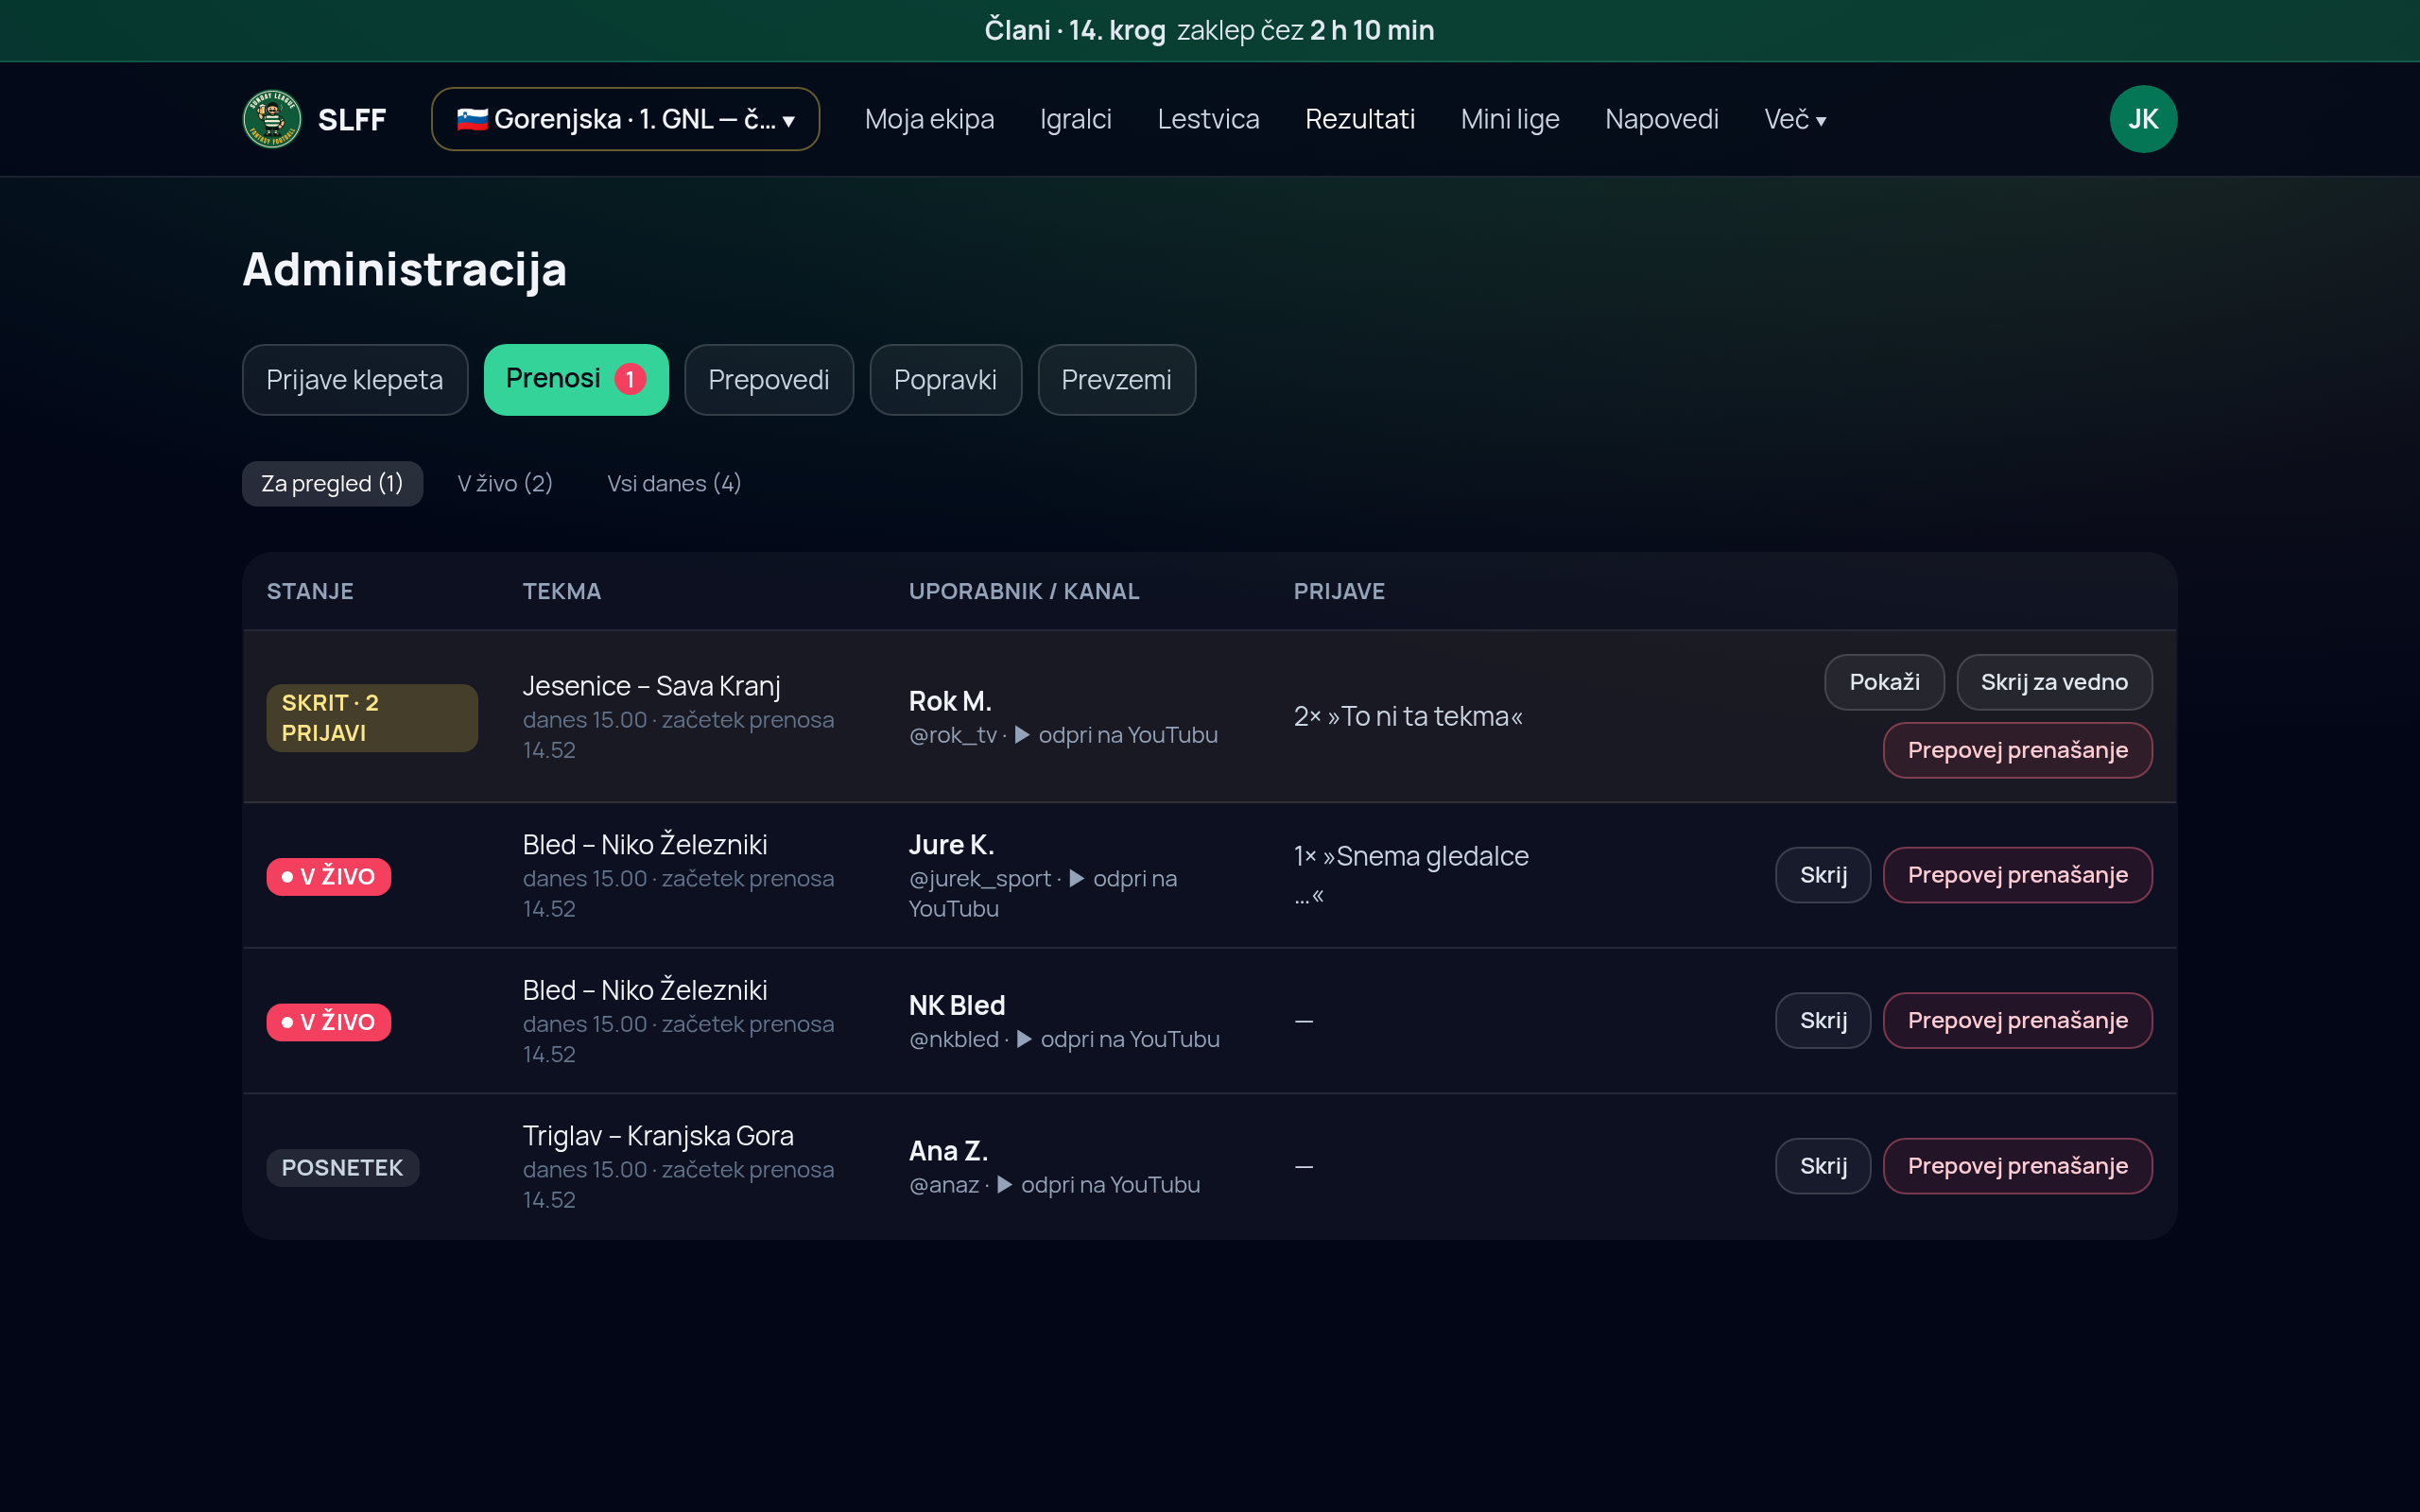 Člani · 14. krog zaklep čez 2 h 10 min
SUNDAY LEAGUE
FANTASY FOOTBALL
SLFF
Gorenjska · 1. GNL — č... ▾
Moja ekipa
Igralci
Lestvica
Rezultati
Mini lige
Napovedi
Več ▾
JK
Administracija
Prijave klepeta
Prenosi 1
Prepovedi
Popravki
Prevzemi
Za pregled (1)
V živo (2)
Vsi danes (4)
STANJE
TEKMA
UPORABNIK / KANAL
PRIJAVE
SKRIT · 2
PRIJAVI
Jesenice – Sava Kranj
danes 15.00 · začetek prenosa
14.52
Rok M.
@rok_tv · ▶ odpri na YouTubu
2× »To ni ta tekma«
Pokaži
Skrij za vedno
Prepovej prenašanje
● V ŽIVO
Bled – Niko Železniki
danes 15.00 · začetek prenosa
14.52
Jure K.
@jurek_sport · ▶ odpri na
YouTubu
1× »Snema gledalce
…«
Skrij
Prepovej prenašanje
● V ŽIVO
Bled – Niko Železniki
danes 15.00 · začetek prenosa
14.52
NK Bled
@nkbled · ▶ odpri na YouTubu
—
Skrij
Prepovej prenašanje
POSNETEK
Triglav – Kranjska Gora
danes 15.00 · začetek prenosa
14.52
Ana Z.
@anaz · ▶ odpri na YouTubu
—
Skrij
Prepovej prenašanje